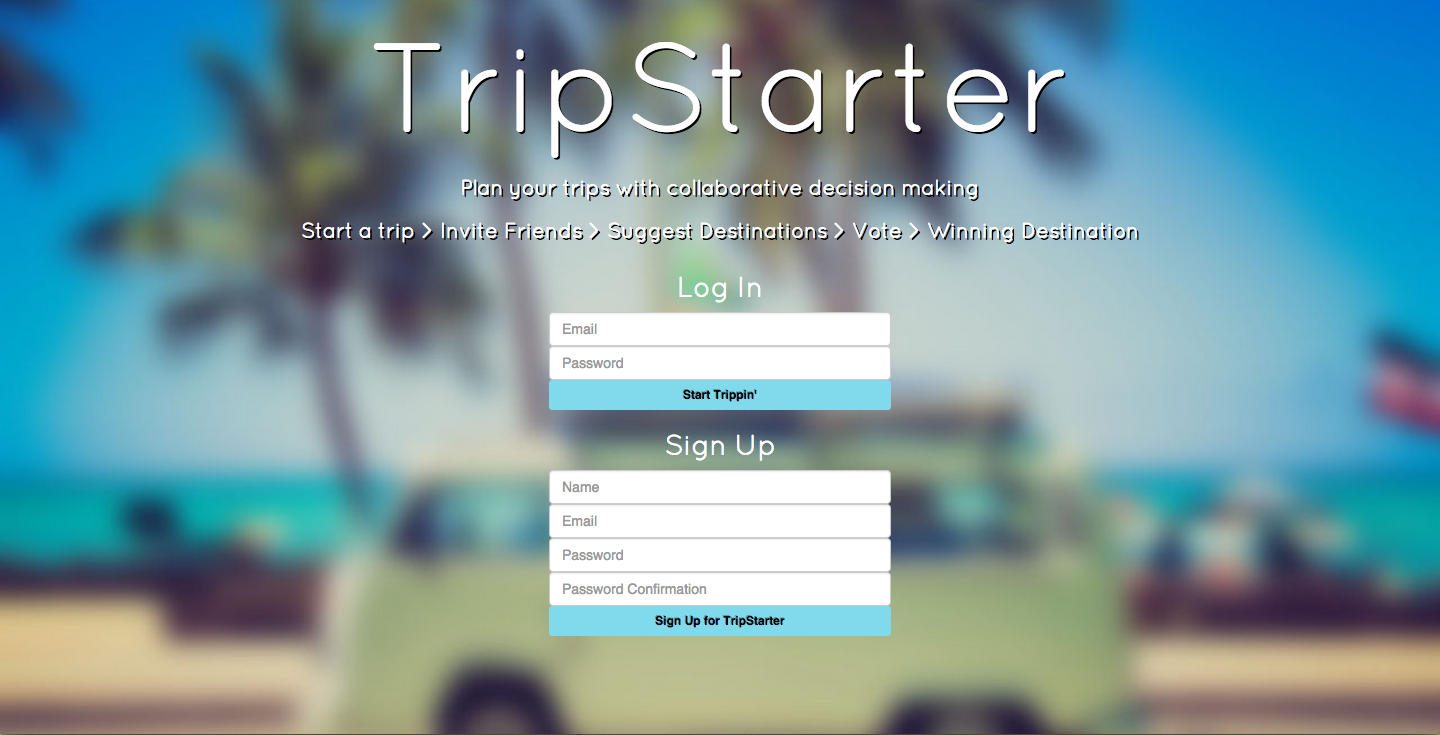 TripStarter
Plan your trips with collaborative decision making
Start a trip > Invite Friends > Suggest Destinations > Vote > Winning Destination
Log In
Email
Password
Start Trippin'
Sign Up
Name
Email
Password
Password Confirmation
Sign Up for TripStarter